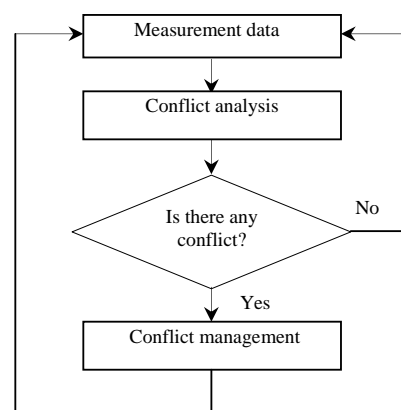 Measurement data
Conflict analysis
Is there any
conflict?
No
Yes
Conflict management